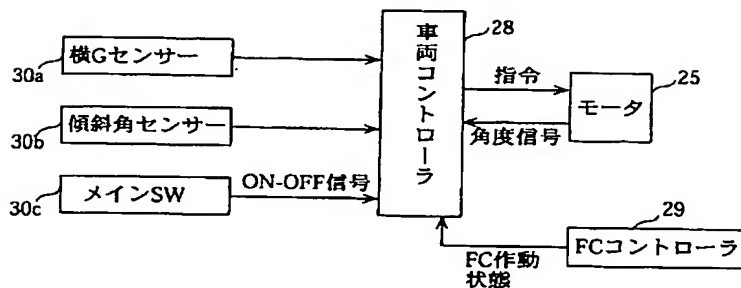 横Gセンサー
30a
傾斜角センサー
30b
メインSW
30c
ON-OFF信号
車両コントローラ
28
指令
角度信号
モータ
25
FC作動
状態
FCコントローラ
29